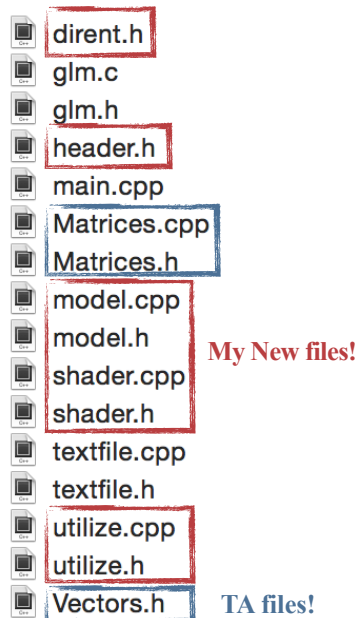 dirent.h
glm.c
glm.h
header.h
main.cpp
Matrices.cpp
Matrices.h
model.cpp
model.h
My New files!
shader.cpp
shader.h
textfile.cpp
textfile.h
utilize.cpp
utilize.h
Vectors.h
TA files!